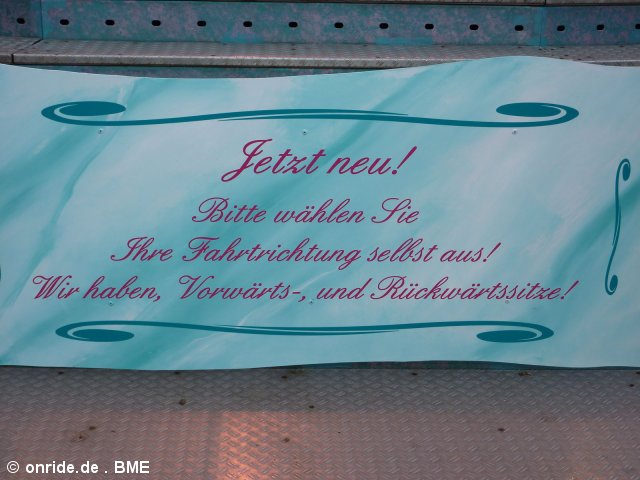 Jetzt neu!
Bitte wählen Sie
Ihre Fahrtrichtung selbst aus!
Wir haben, Vorwärts-, und Rückwärtssitze!
© onride.de . BME